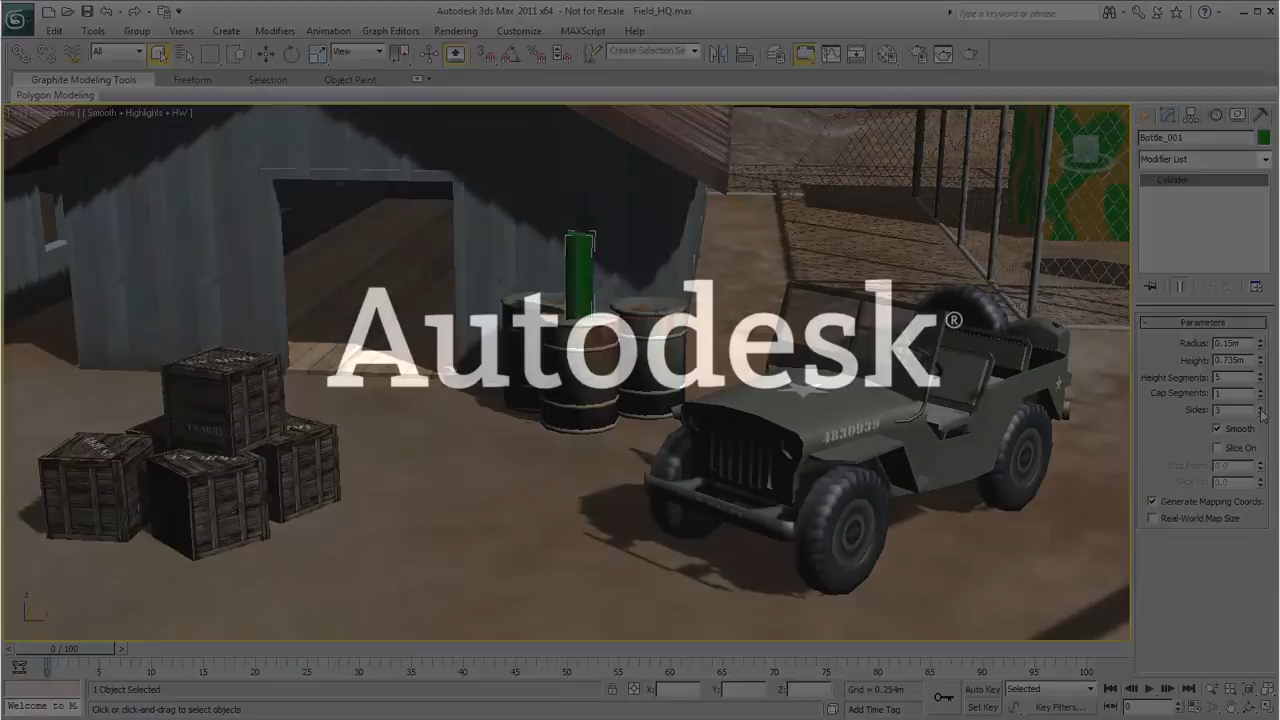 Autodesk 3ds Max 2011 x64 - Not for Resale Field_HQ.max
Type a keyword or phrase
Edit Tools Group Views Create Modifiers Animation Graph Editors Rendering Customize MAXScript Help
All
View
Create Selection Se
Graphite Modeling Tools Freeform Selection Object Paint
Polygon Modeling
[ + ] Perspective ] [ Smooth + Highlights + HW ]
Bottle_001
Modifier List
Cylinder
Autodesk®
Parameters
Radius: 0.15m
Height: 0.735m
Height Segments: 5
Cap Segments: 1
Sides: 3
Smooth
Slice On
Slice From: 0.0
Slice To: 0.0
Generate Mapping Coords.
Real-World Map Size
4830939
0 / 100
0 5 10 15 20 25 30 35 40 45 50 55 60 65 70 75 80 85 90 95 100
1 Object Selected X: Y: Z: Grid = 0.254m Auto Key Selected
Welcome to M
Click or click-and-drag to select objects Add Time Tag Set Key Key Filters... 0